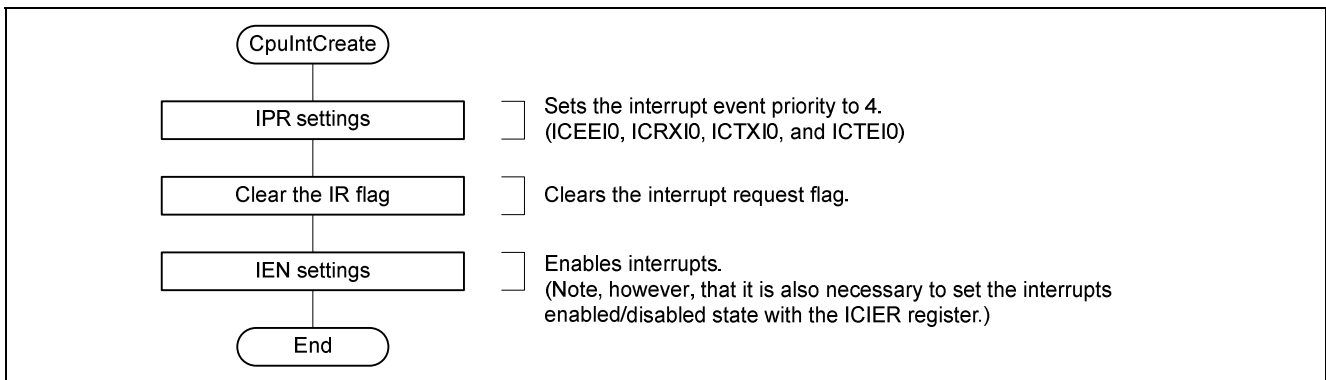 CpuIntCreate
IPR settings
Sets the interrupt event priority to 4.
(ICEEI0, ICRXI0, ICTXI0, and ICTEI0)
Clear the IR flag
Clears the interrupt request flag.
IEN settings
Enables interrupts.
(Note, however, that it is also necessary to set the interrupts
enabled/disabled state with the ICIER register.)
End